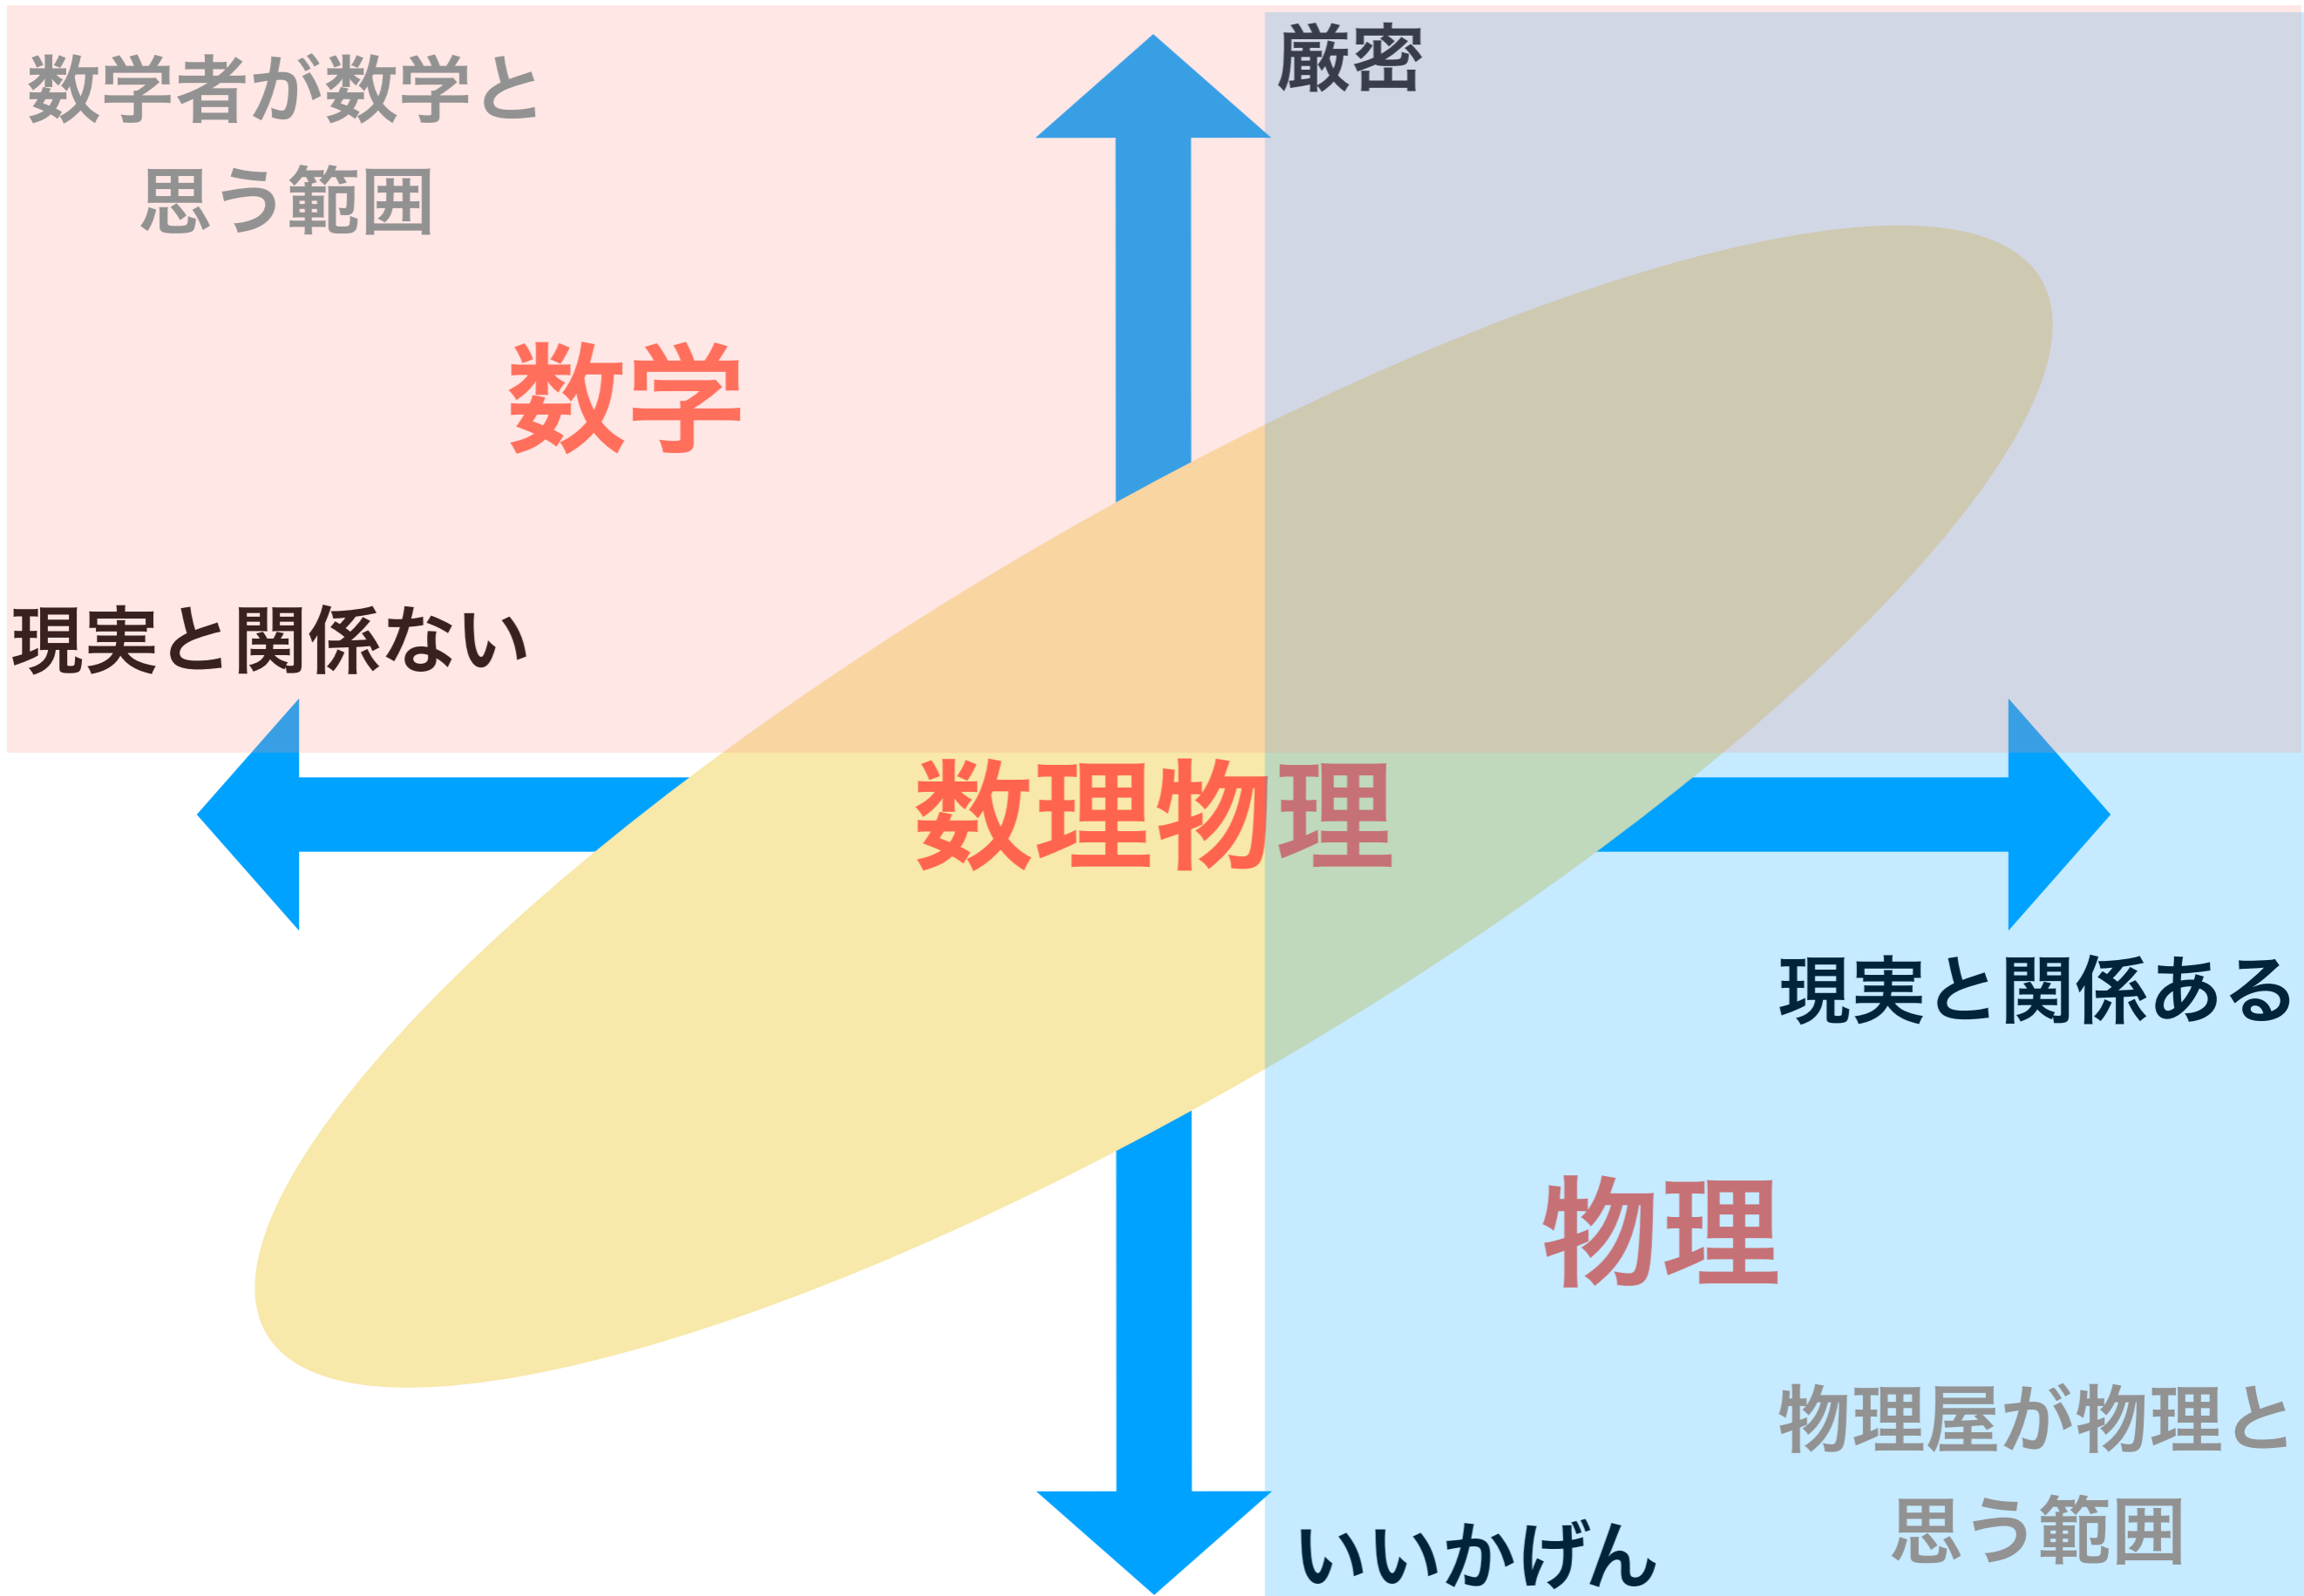 数学者が数学と
思う範囲
厳密
数学
現実と関係ない
数理物理
現実と関係ある
物理
物理屋が物理と
思う範囲
いいかげん